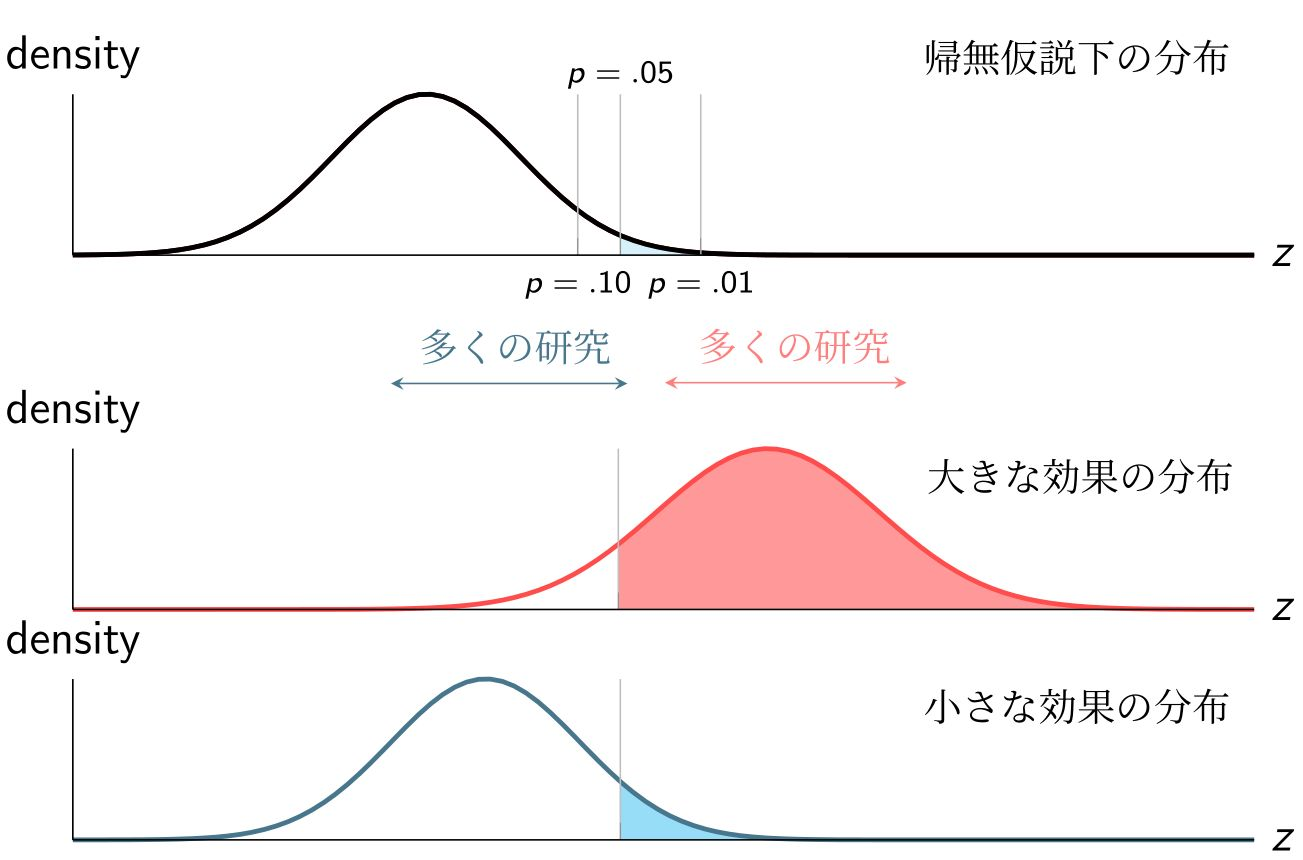 density
帰無仮説下の分布
p = .05
z
p = .10
p = .01
多くの研究
多くの研究
density
大きな効果の分布
z
density
小さな効果の分布
z